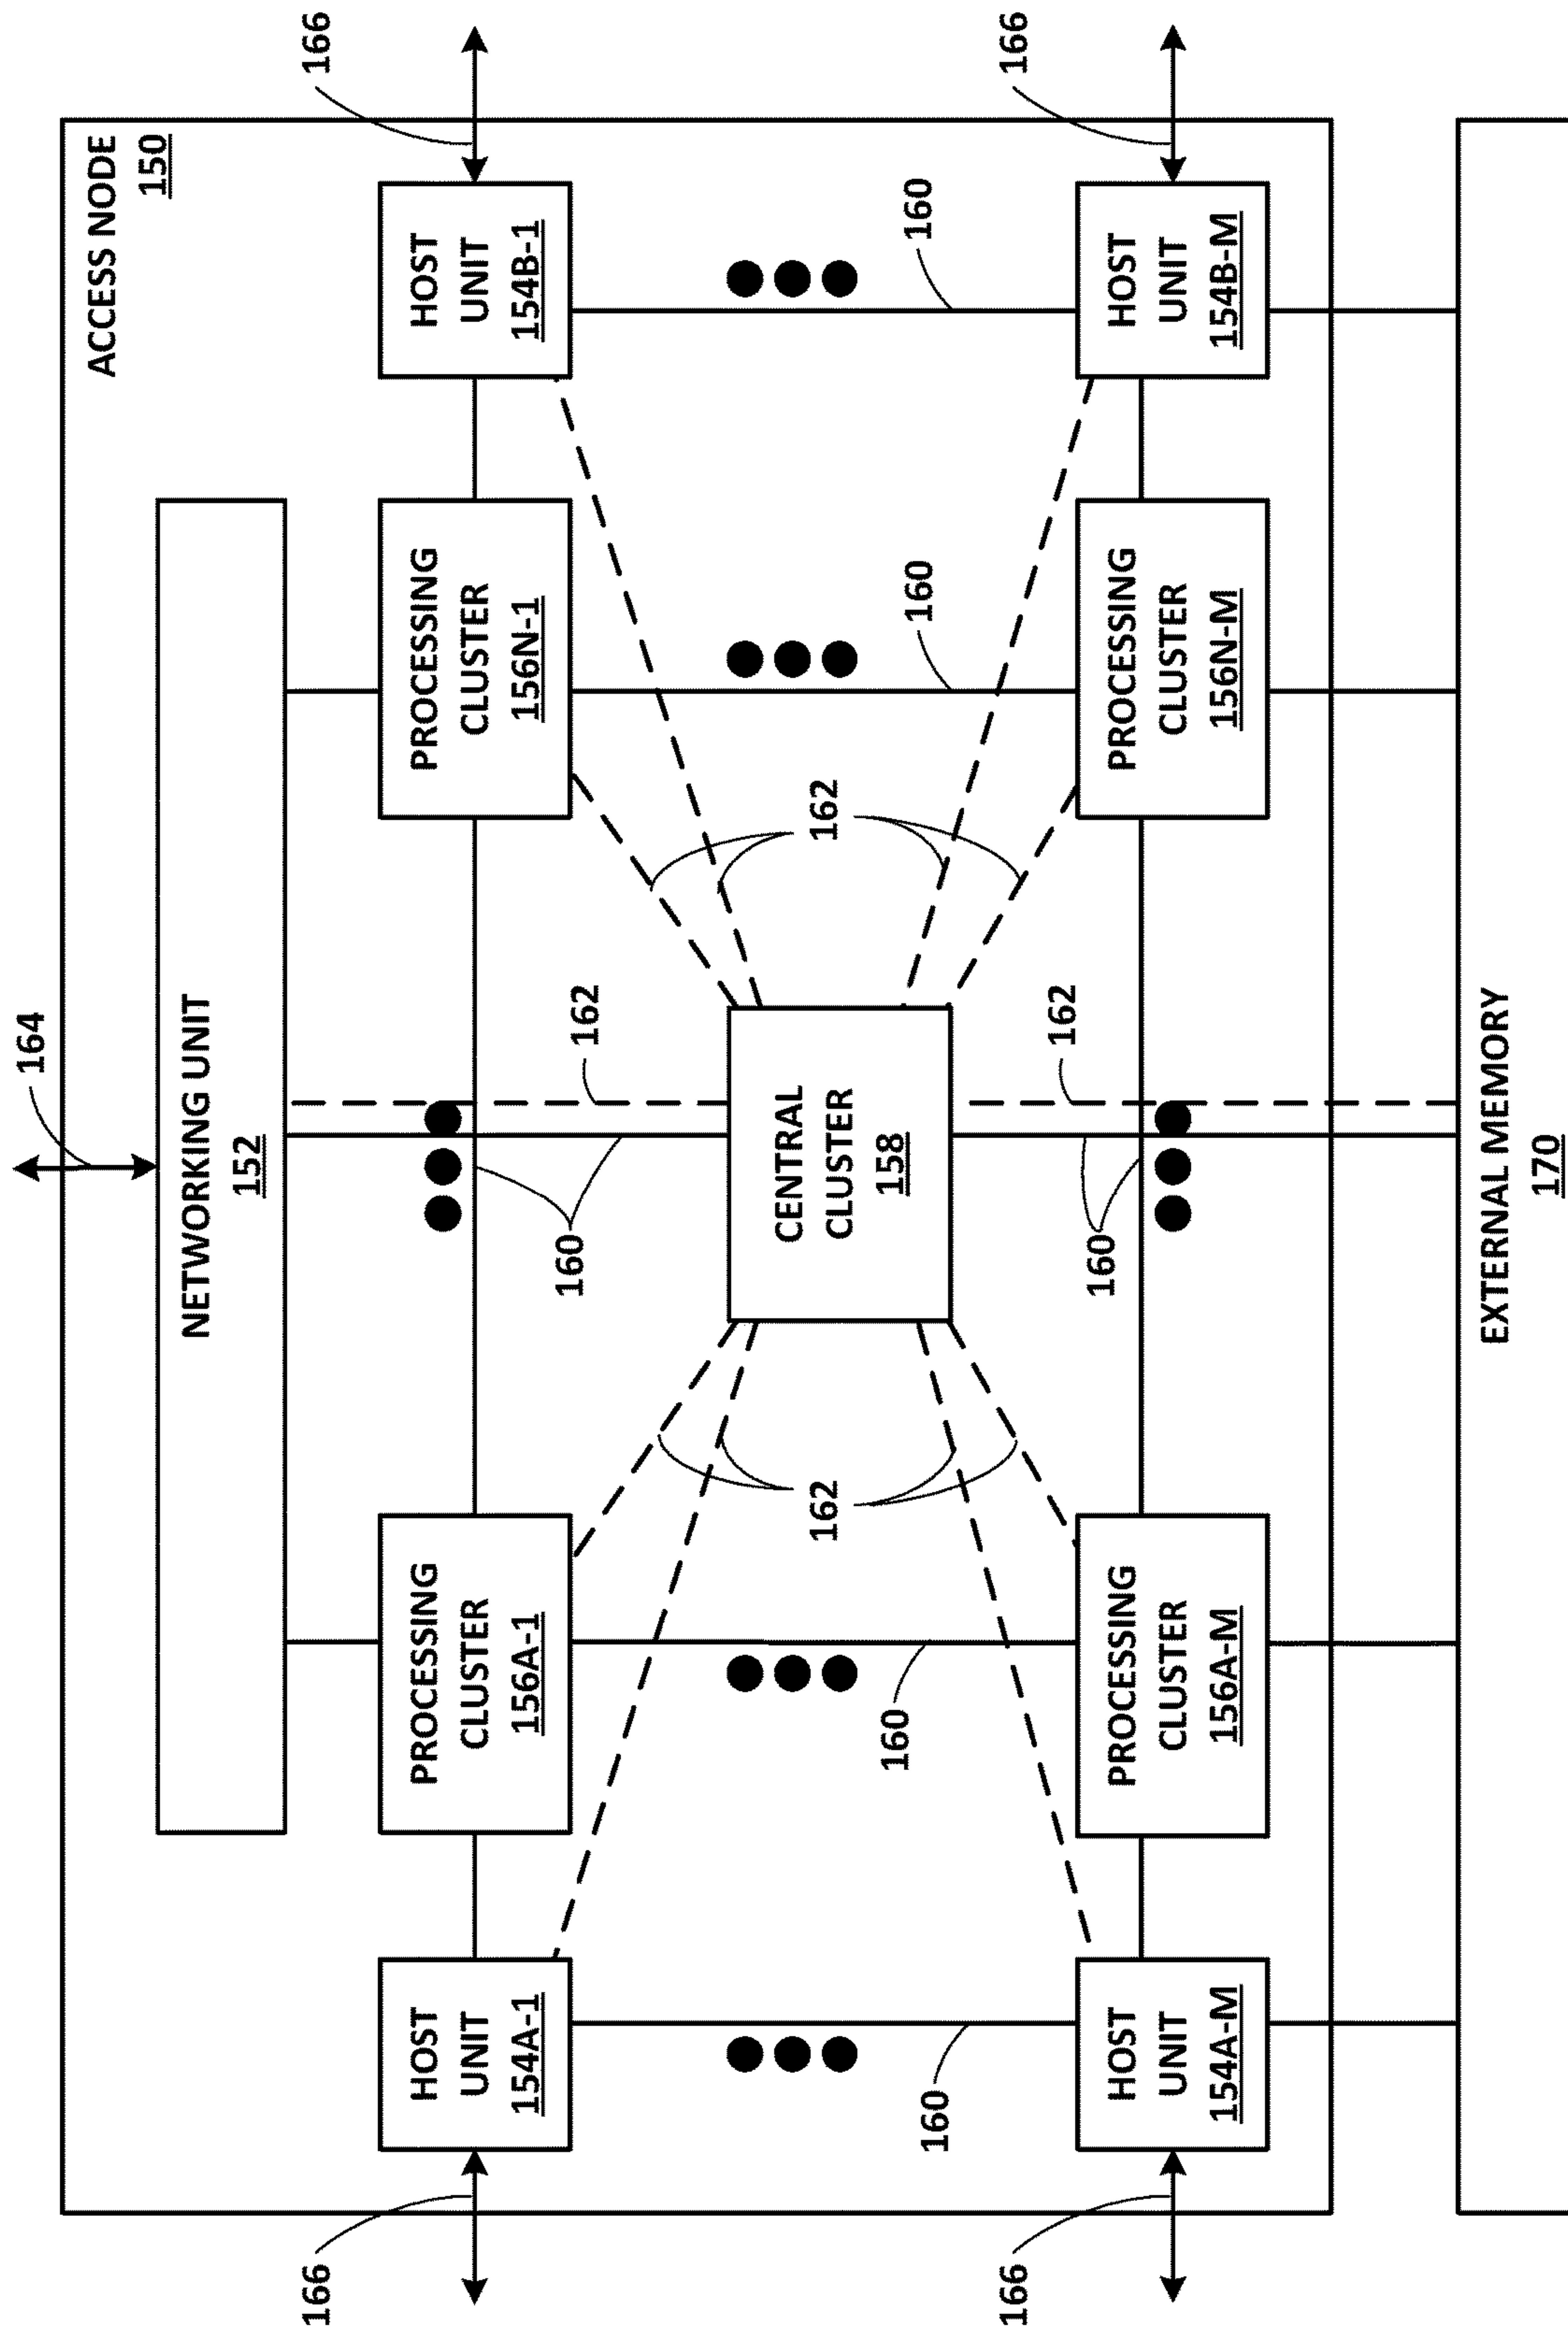 164
ACCESS NODE
150
NETWORKING UNIT
152
166
166
HOST
UNIT
154A-1
PROCESSING
CLUSTER
156A-1
PROCESSING
CLUSTER
156N-1
HOST
UNIT
154B-1
160
162
162
CENTRAL
CLUSTER
158
162
160
160
160
160
166
166
160
162
HOST
UNIT
154A-M
PROCESSING
CLUSTER
156A-M
PROCESSING
CLUSTER
156N-M
HOST
UNIT
154B-M
EXTERNAL MEMORY
170